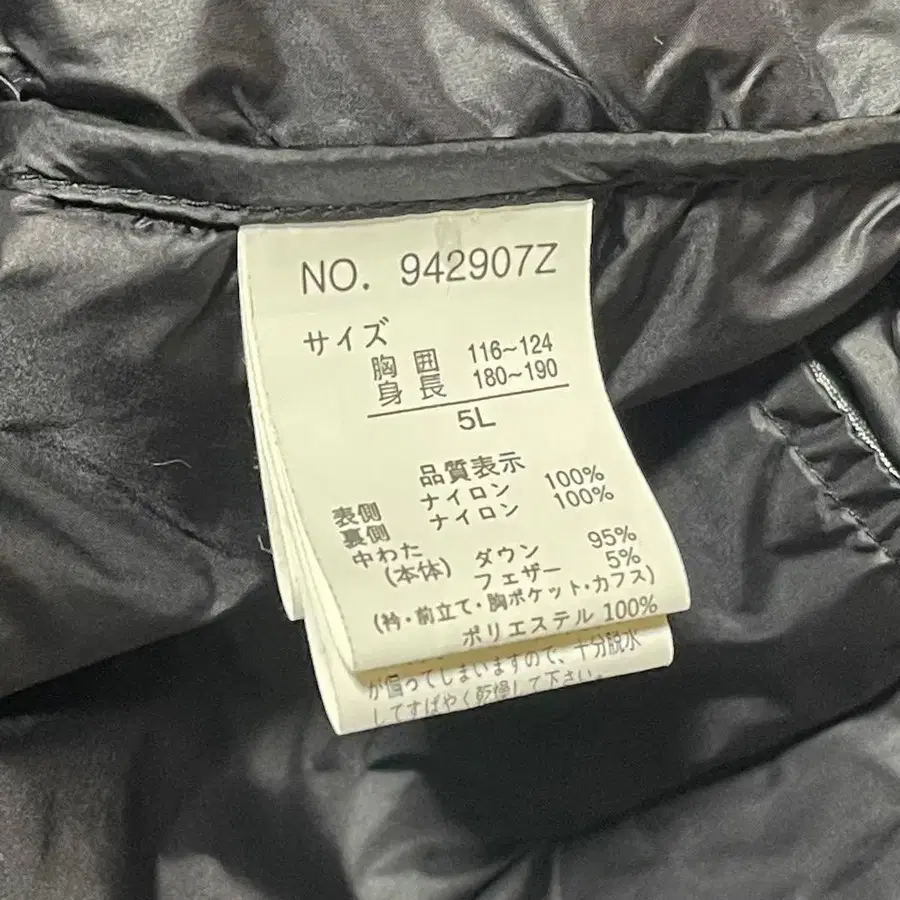 NO. 942907Z
サイズ
胸囲 116~124
身長 180~190
5L
品質表示
表側 ナイロン 100%
裏側 ナイロン 100%
中わた
(本体) ダウン 95%
フェザー 5%
(衿・前立て・胸ポケット・カフス)
ポリエステル 100%
が偏ってしまいますので、十分脱水
してすばやく乾燥して下さい。